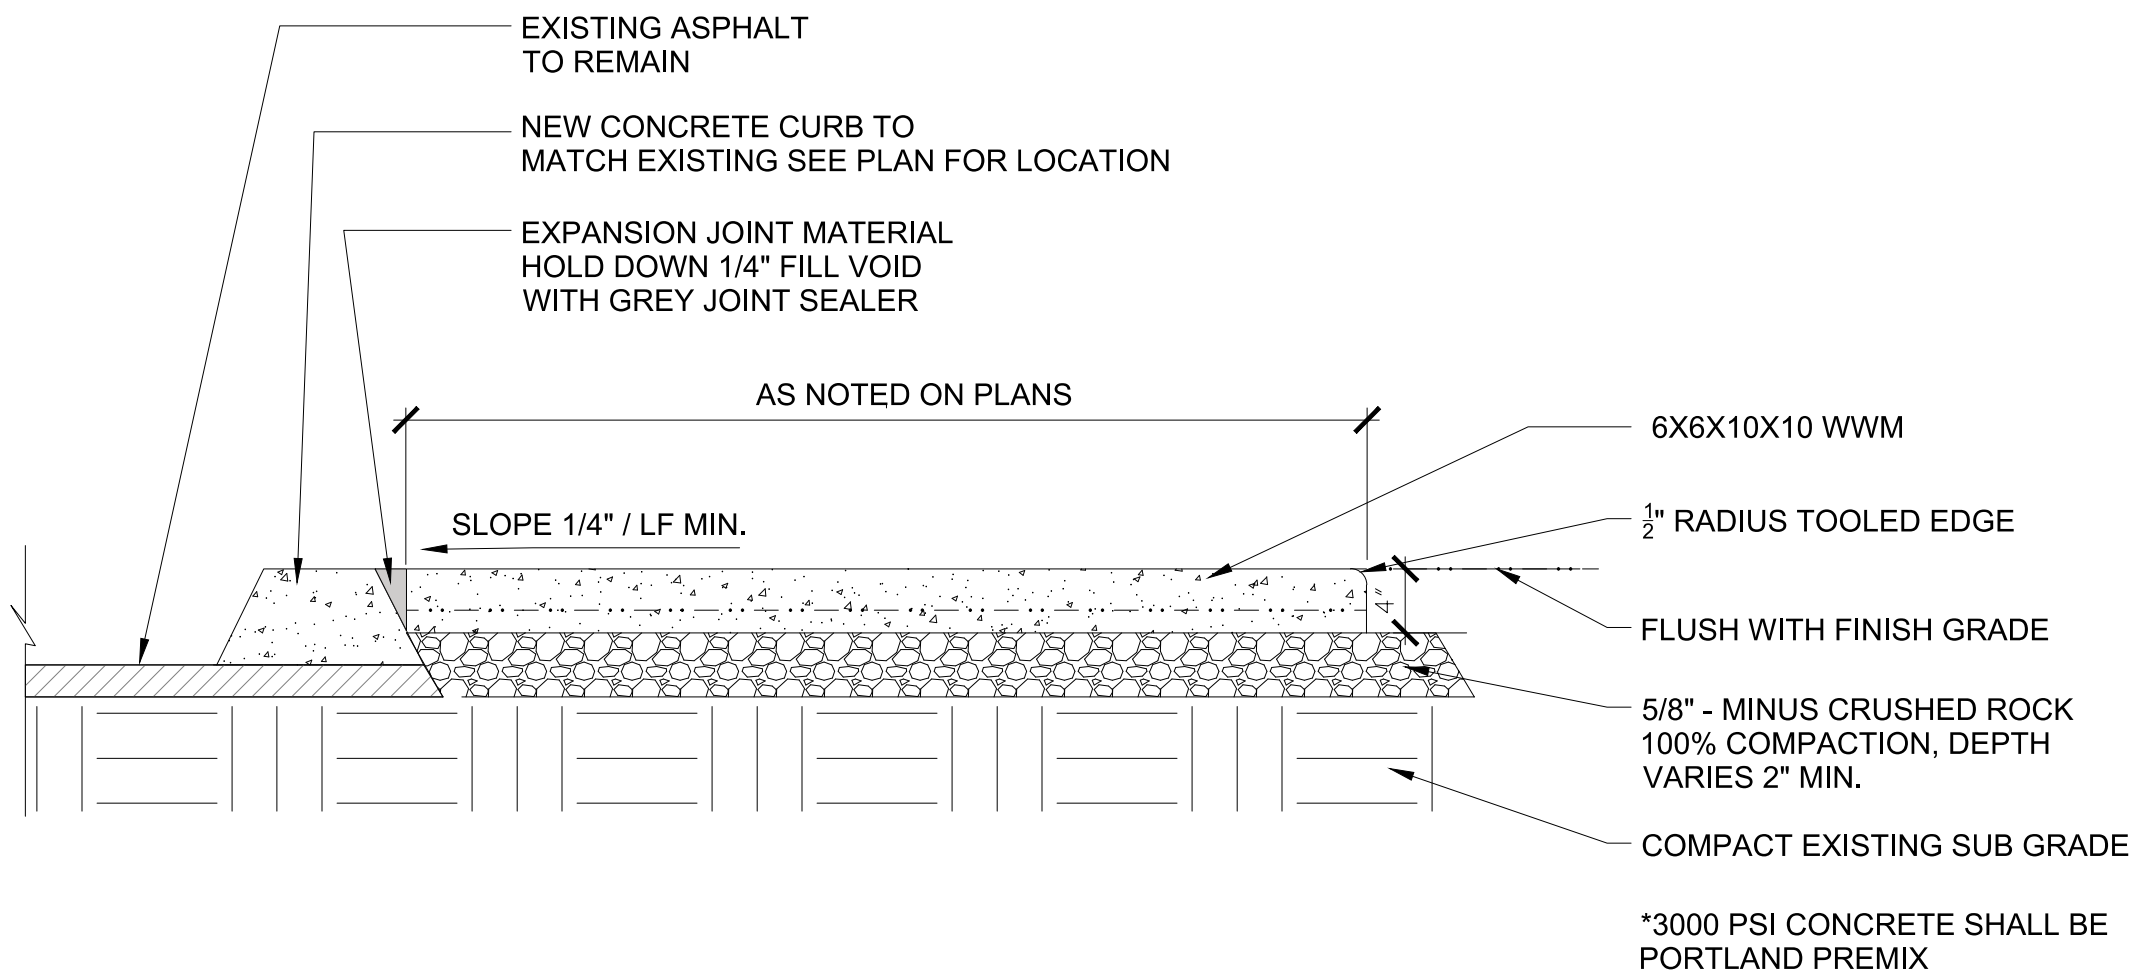 EXISTING ASPHALT
TO REMAIN
NEW CONCRETE CURB TO
MATCH EXISTING SEE PLAN FOR LOCATION
EXPANSION JOINT MATERIAL
HOLD DOWN 1/4" FILL VOID
WITH GREY JOINT SEALER
AS NOTED ON PLANS
6X6X10X10 WWM
SLOPE 1/4" / LF MIN.
1/2" RADIUS TOOLED EDGE
4"
FLUSH WITH FINISH GRADE
5/8" - MINUS CRUSHED ROCK
100% COMPACTION, DEPTH
VARIES 2" MIN.
COMPACT EXISTING SUB GRADE
*3000 PSI CONCRETE SHALL BE
PORTLAND PREMIX